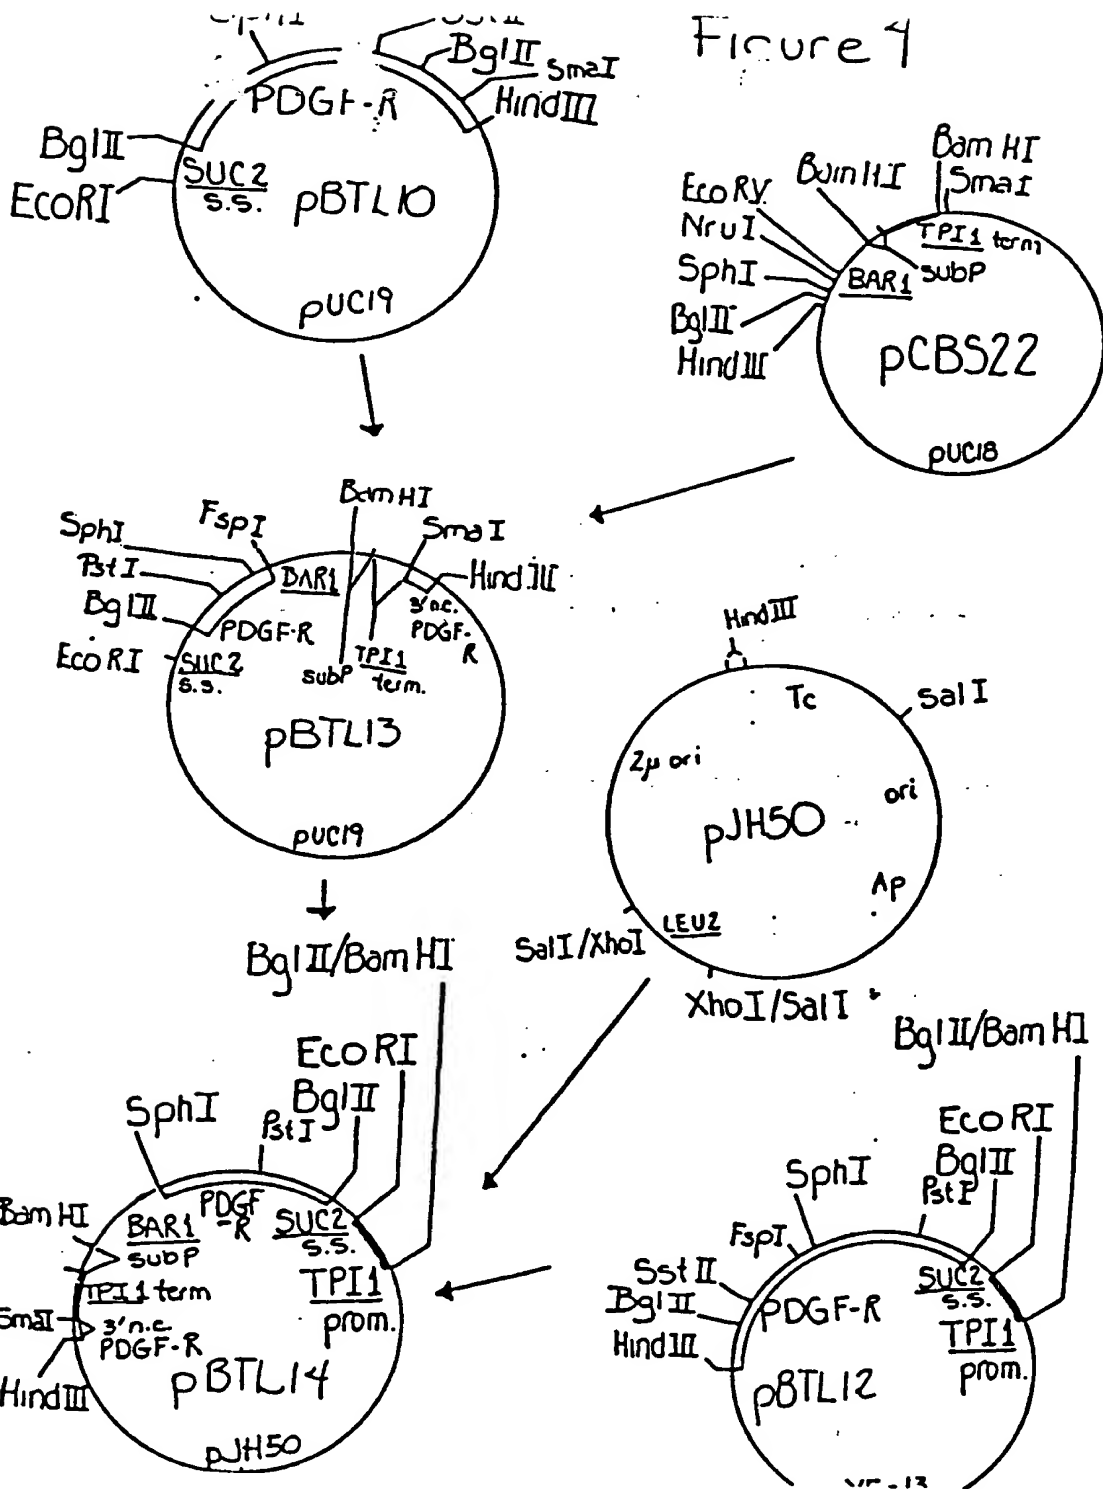 Figure 4
SphI
BglII
SmaI
HindIII
PDGF-R
BglII
EcoRI
SUC2
s.s.
pBTL10
pUC19
BamHI
BamHI
SmaI
EcoRV
NruI
SphI
BglII
HindIII
TPI1 term
subP
BAR1
pCBS22
pUC18
BamHI
FspI
SmaI
SphI
PstI
HindIII
BglII
BAR1
3'n.c.
PDGF-
R
PDGF-R
EcoRI
SUC2
s.s.
subP
TPI1
term.
pBTL13
pUC19
HindIII
Tc
SalI
2μ ori
ori
pJH50
Ap
LEU2
SalI/XhoI
XhoI/SalI
BglII/BamHI
EcoRI
BglII
SphI
PstI
BamHI
BAR1
subP
PDGF
-R
SUC2
s.s.
TPI1 term
TPI1
prom.
SmaI
3'n.c.
PDGF-R
HindIII
pBTL14
pJH50
BglII/BamHI
EcoRI
BglII
SphI
PstI
FspI
SstII
BglII
HindIII
PDGF-R
SUC2
s.s.
TPI1
prom.
pBTL12